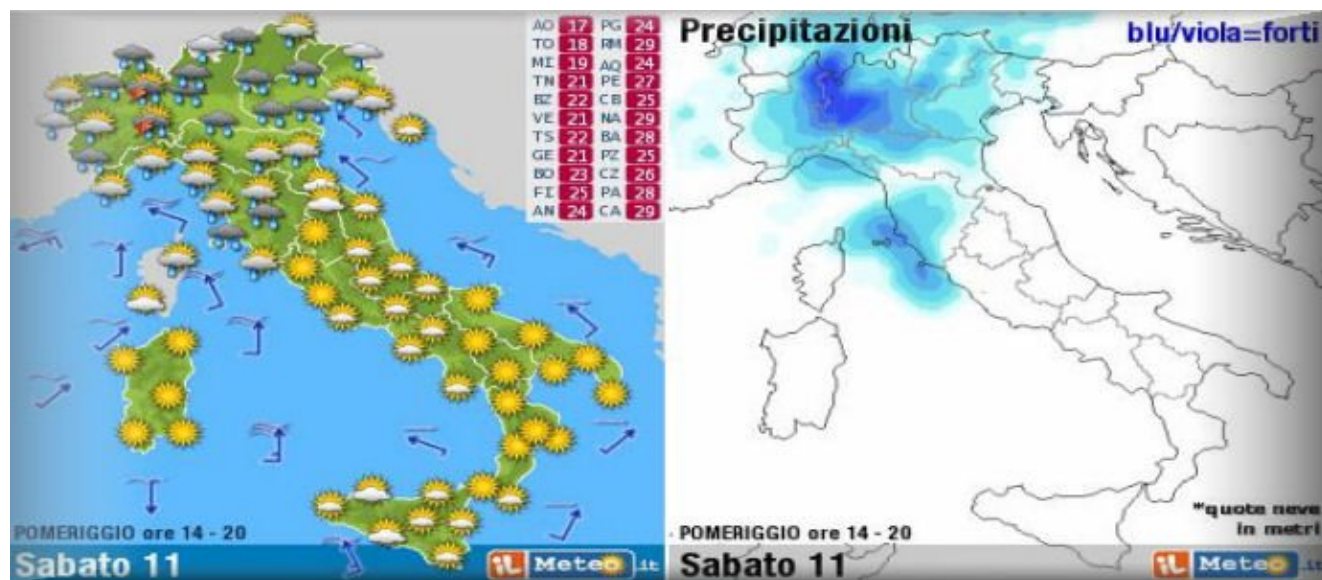 AO 17 PG 24
TO 18 RM 29
MI 19 AQ 24
TN 21 PE 27
BZ 22 CB 25
VE 21 NA 29
TS 22 BA 28
GE 21 PZ 25
BO 23 CZ 26
FI 25 PA 28
AN 24 CA 29
POMERIGGIO ore 14 - 20
Sabato 11
iL Meteo.it
Precipitazioni
blu/viola=forti
*quote neve
in metri
POMERIGGIO ore 14 - 20
Sabato 11
iL Meteo.it